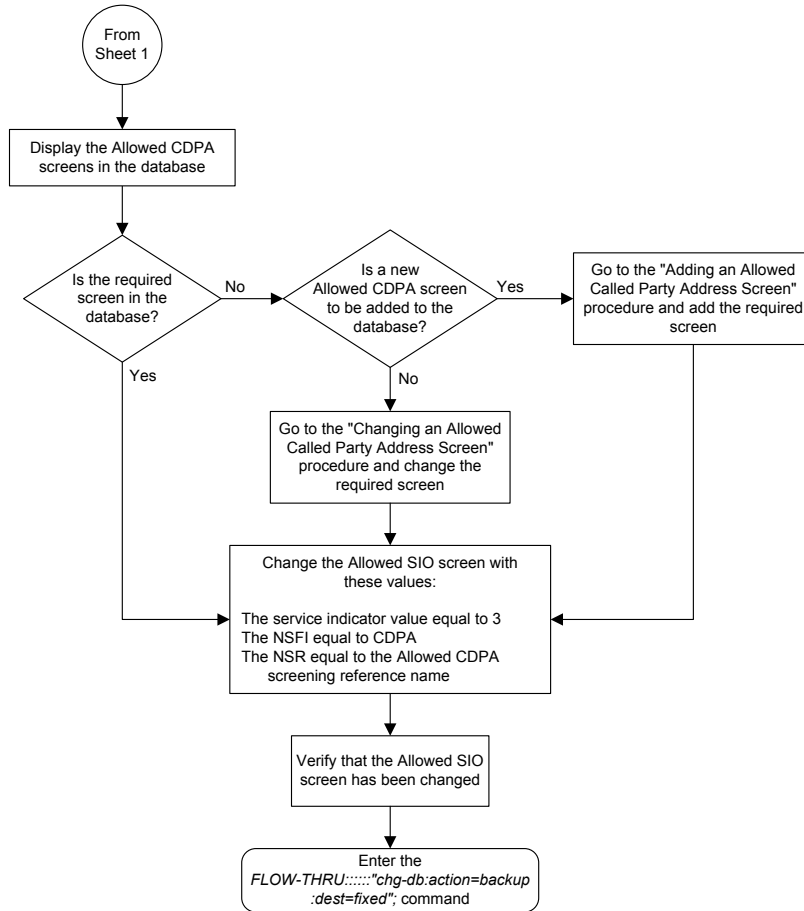 From
Sheet 1
Display the Allowed CDPA
screens in the database
Is the required
screen in the
database?
No
Yes
Is a new
Allowed CDPA screen
to be added to the
database?
Yes
No
Go to the "Adding an Allowed
Called Party Address Screen"
procedure and add the required
screen
Go to the "Changing an Allowed
Called Party Address Screen"
procedure and change the
required screen
Change the Allowed SIO screen with
these values:
The service indicator value equal to 3
The NSFI equal to CDPA
The NSR equal to the Allowed CDPA
screening reference name
Verify that the Allowed SIO
screen has been changed
Enter the
FLOW-THRU::::::"chg-db:action=backup
:dest=fixed"; command